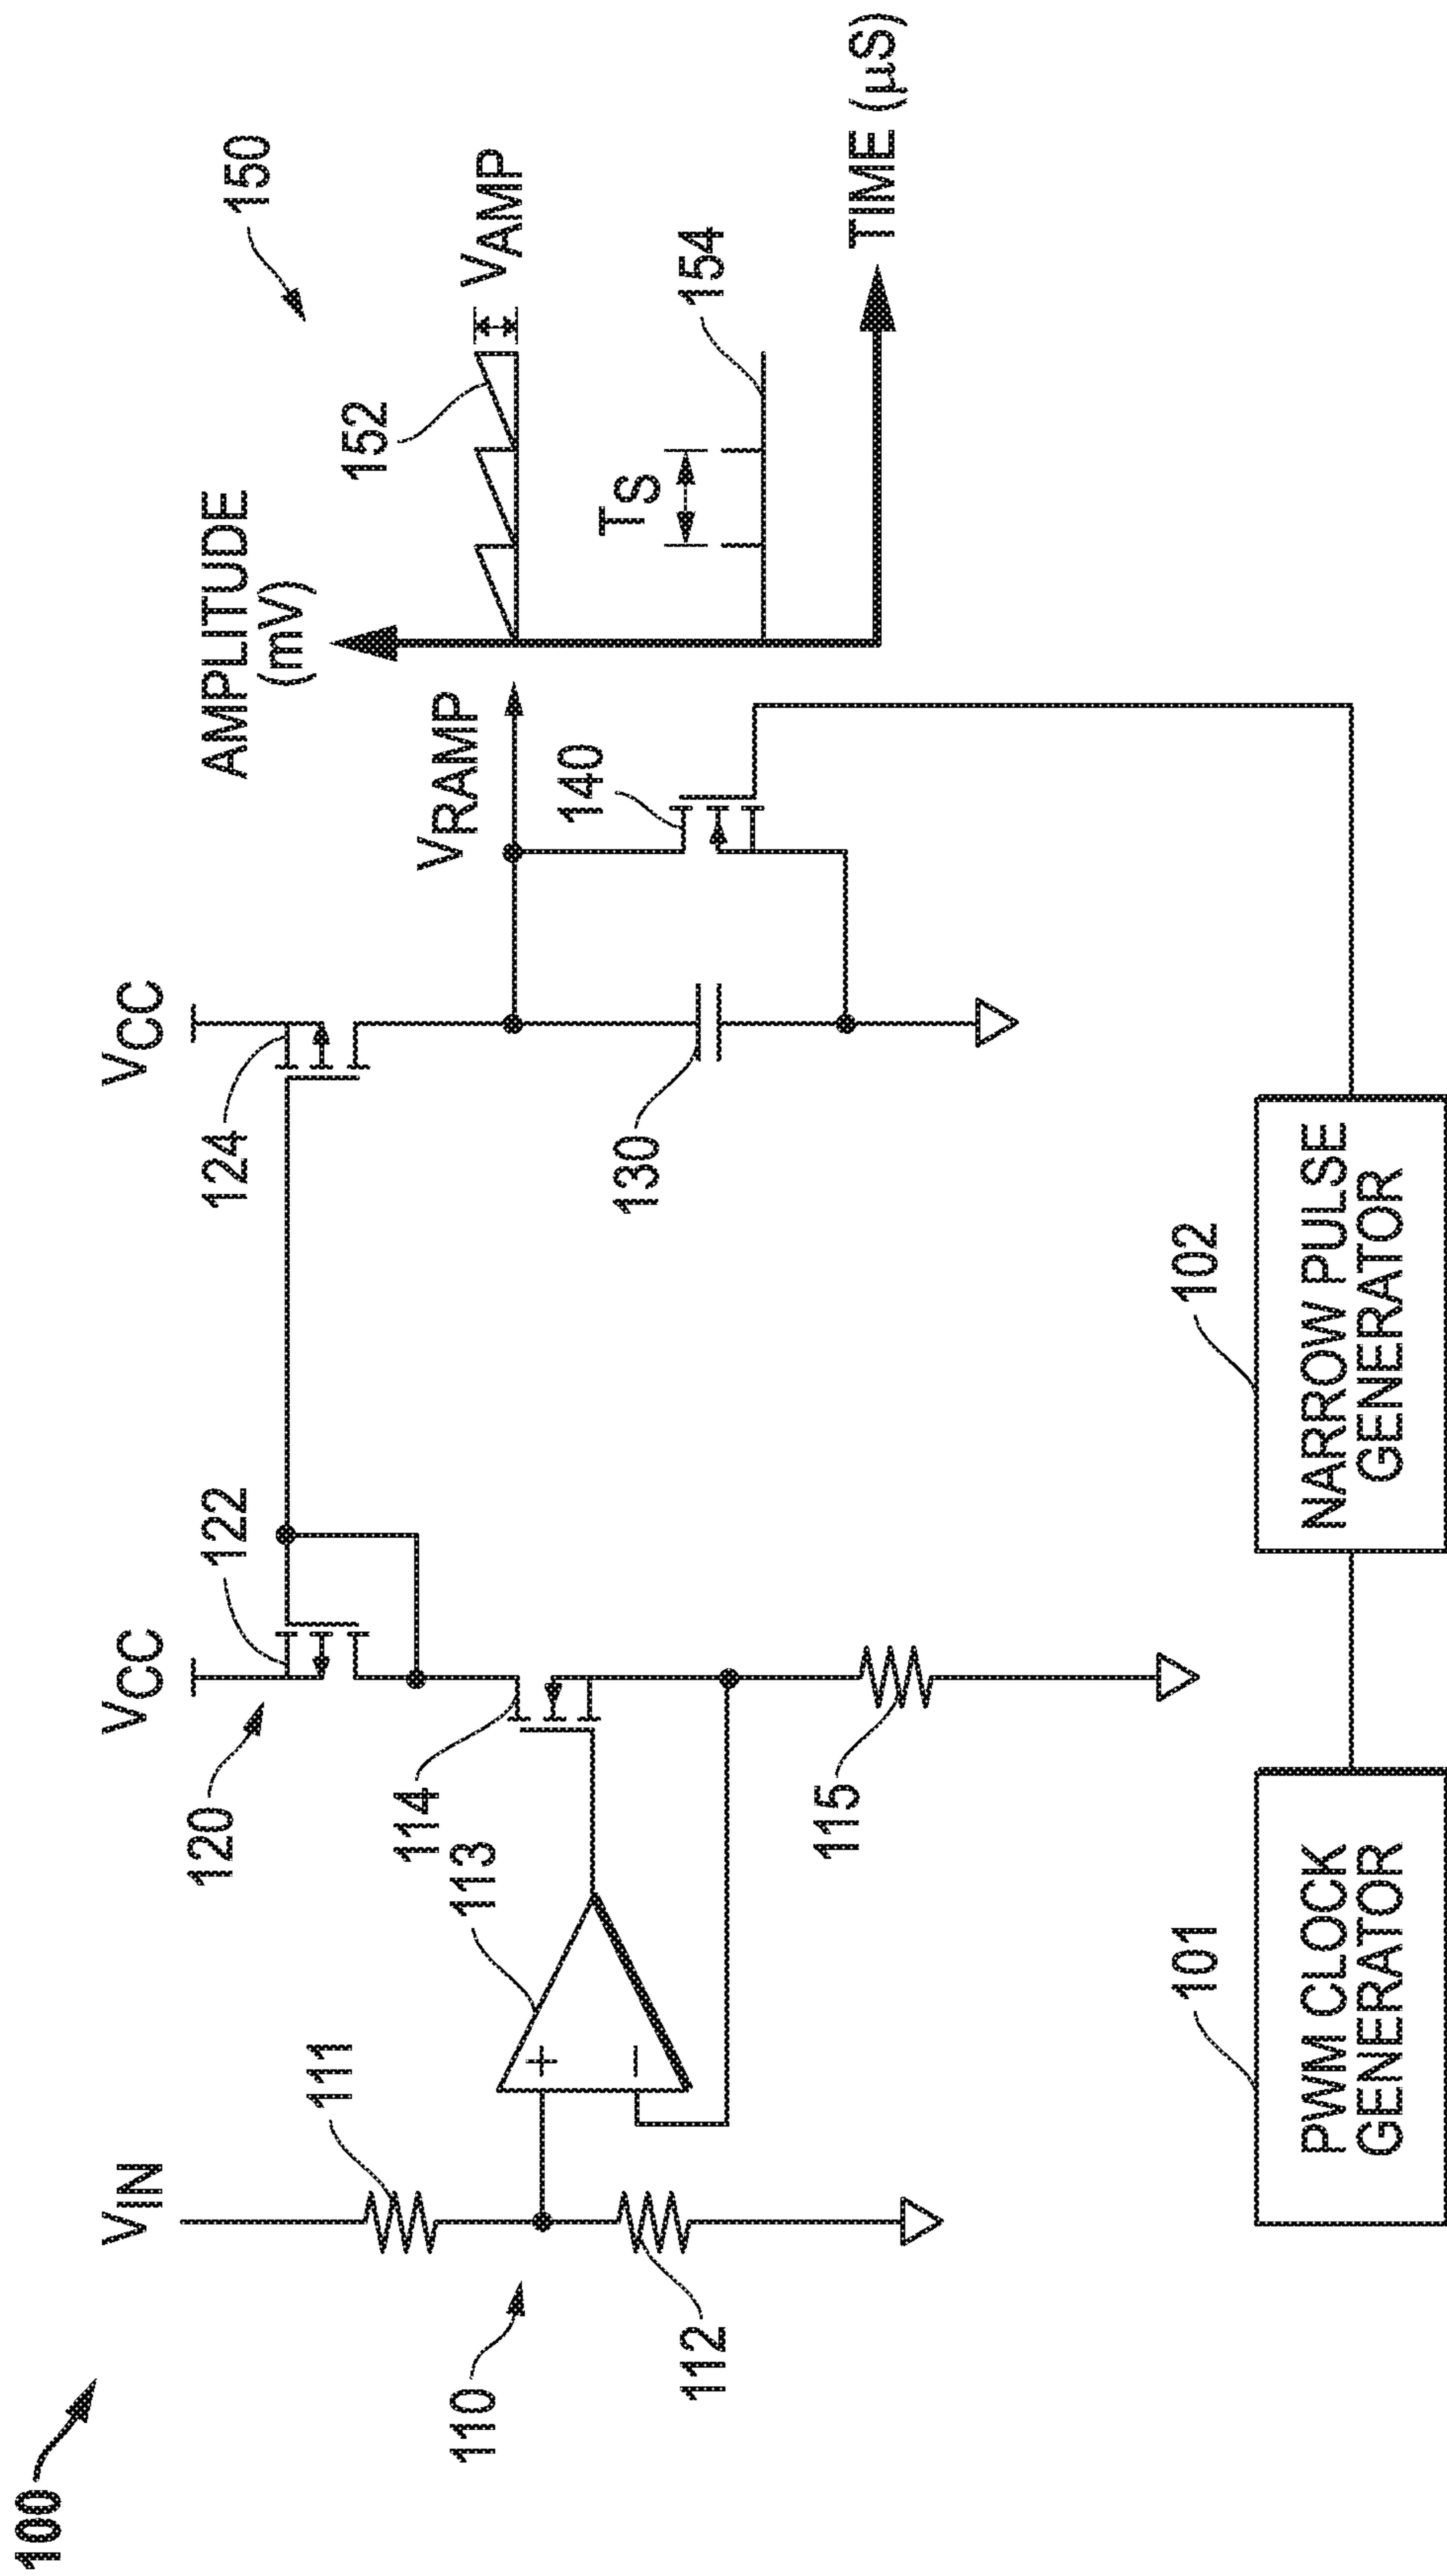 100
110
VIN
111
112
113
114
115
120
VCC
122
VCC
124
130
VRAMP
140
AMPLITUDE
(mV)
150
152
VAMP
TS
154
TIME (µS)
101
PWM CLOCK
GENERATOR
102
NARROW PULSE
GENERATOR
+
−